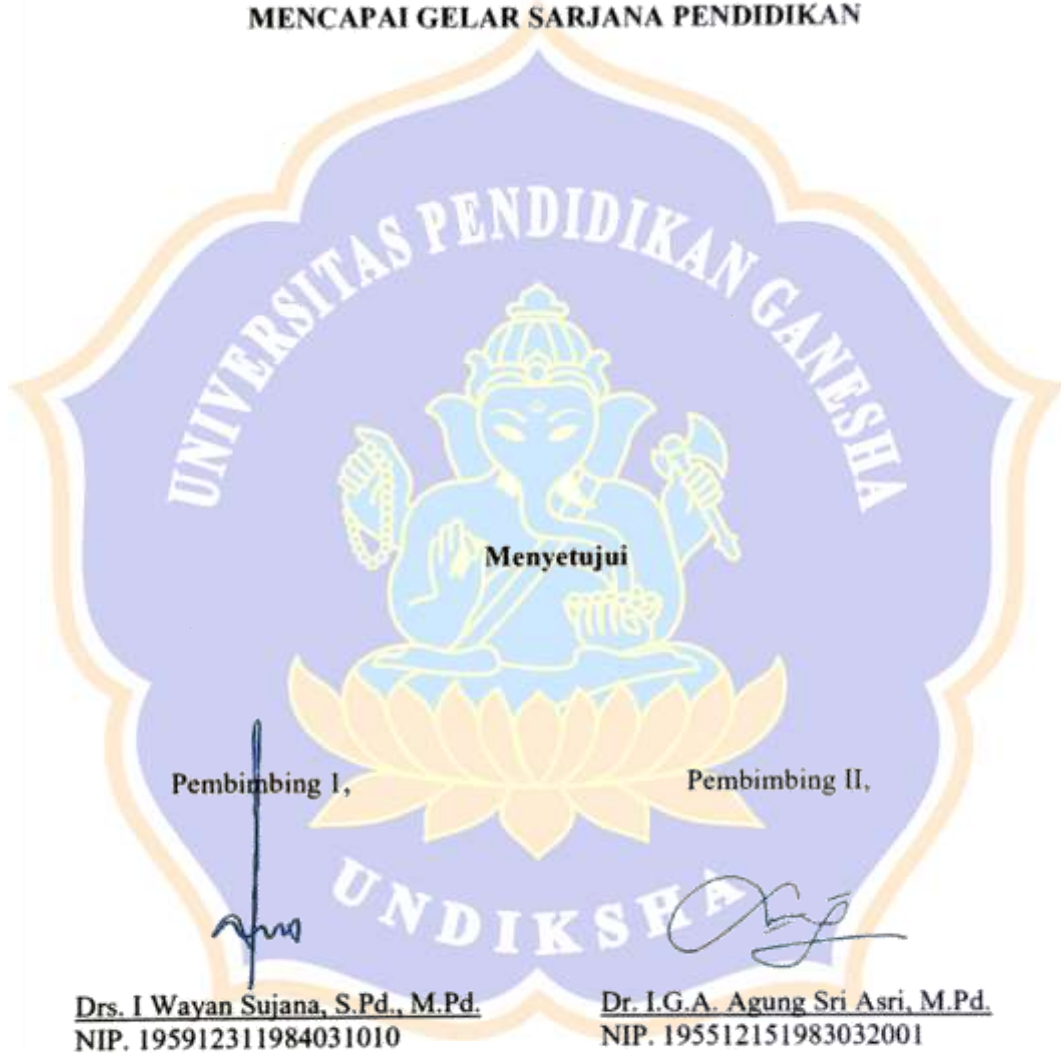 MENCAPAI GELAR SARJANA PENDIDIKAN
UNIVERSITAS PENDIDIKAN GANESHA
Menyetujui
Pembimbing I,
Pembimbing II,
UNDIKSHA
Drs. I Wayan Sujana, S.Pd., M.Pd.
NIP. 195912311984031010
Dr. I.G.A. Agung Sri Asri, M.Pd.
NIP. 195512151983032001